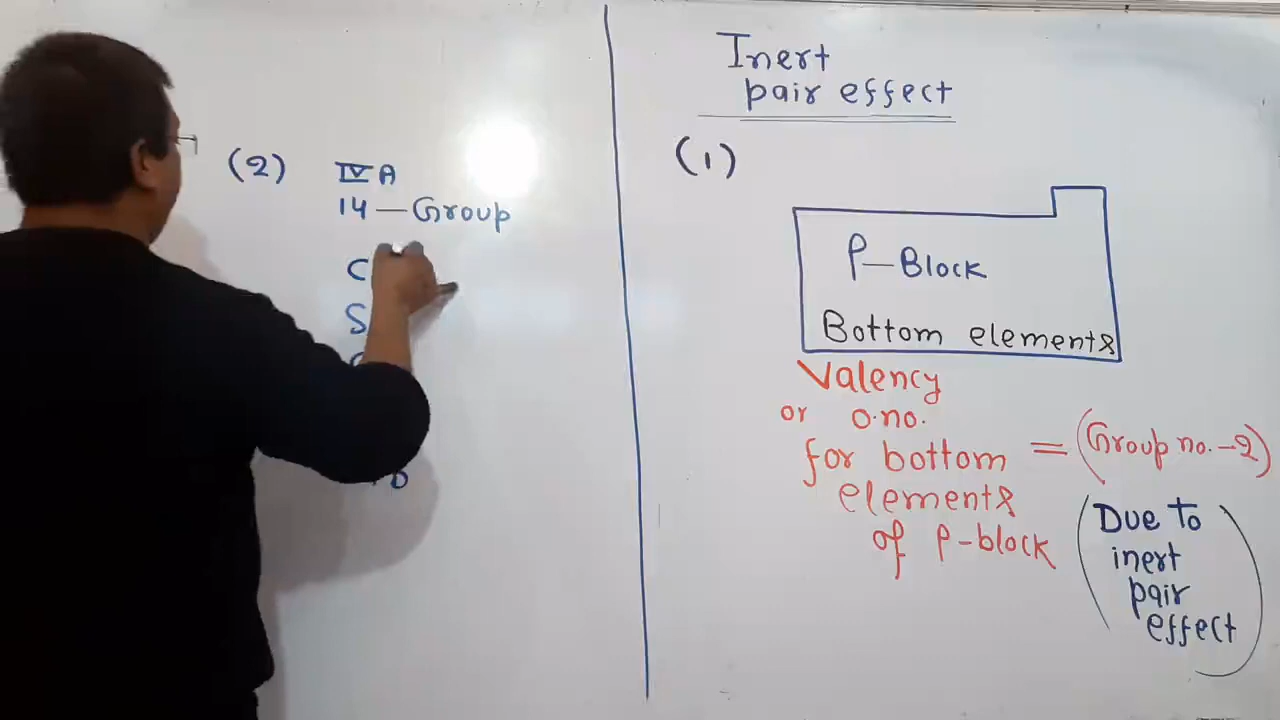 (2) IV A
14 — Group
C
S
Inert
pair effect
(1)
P—Block
Bottom elements
Valency
or o.no.
for bottom = (Group no.-2)
elements
of P-block
(Due to
inert
pair
effect)